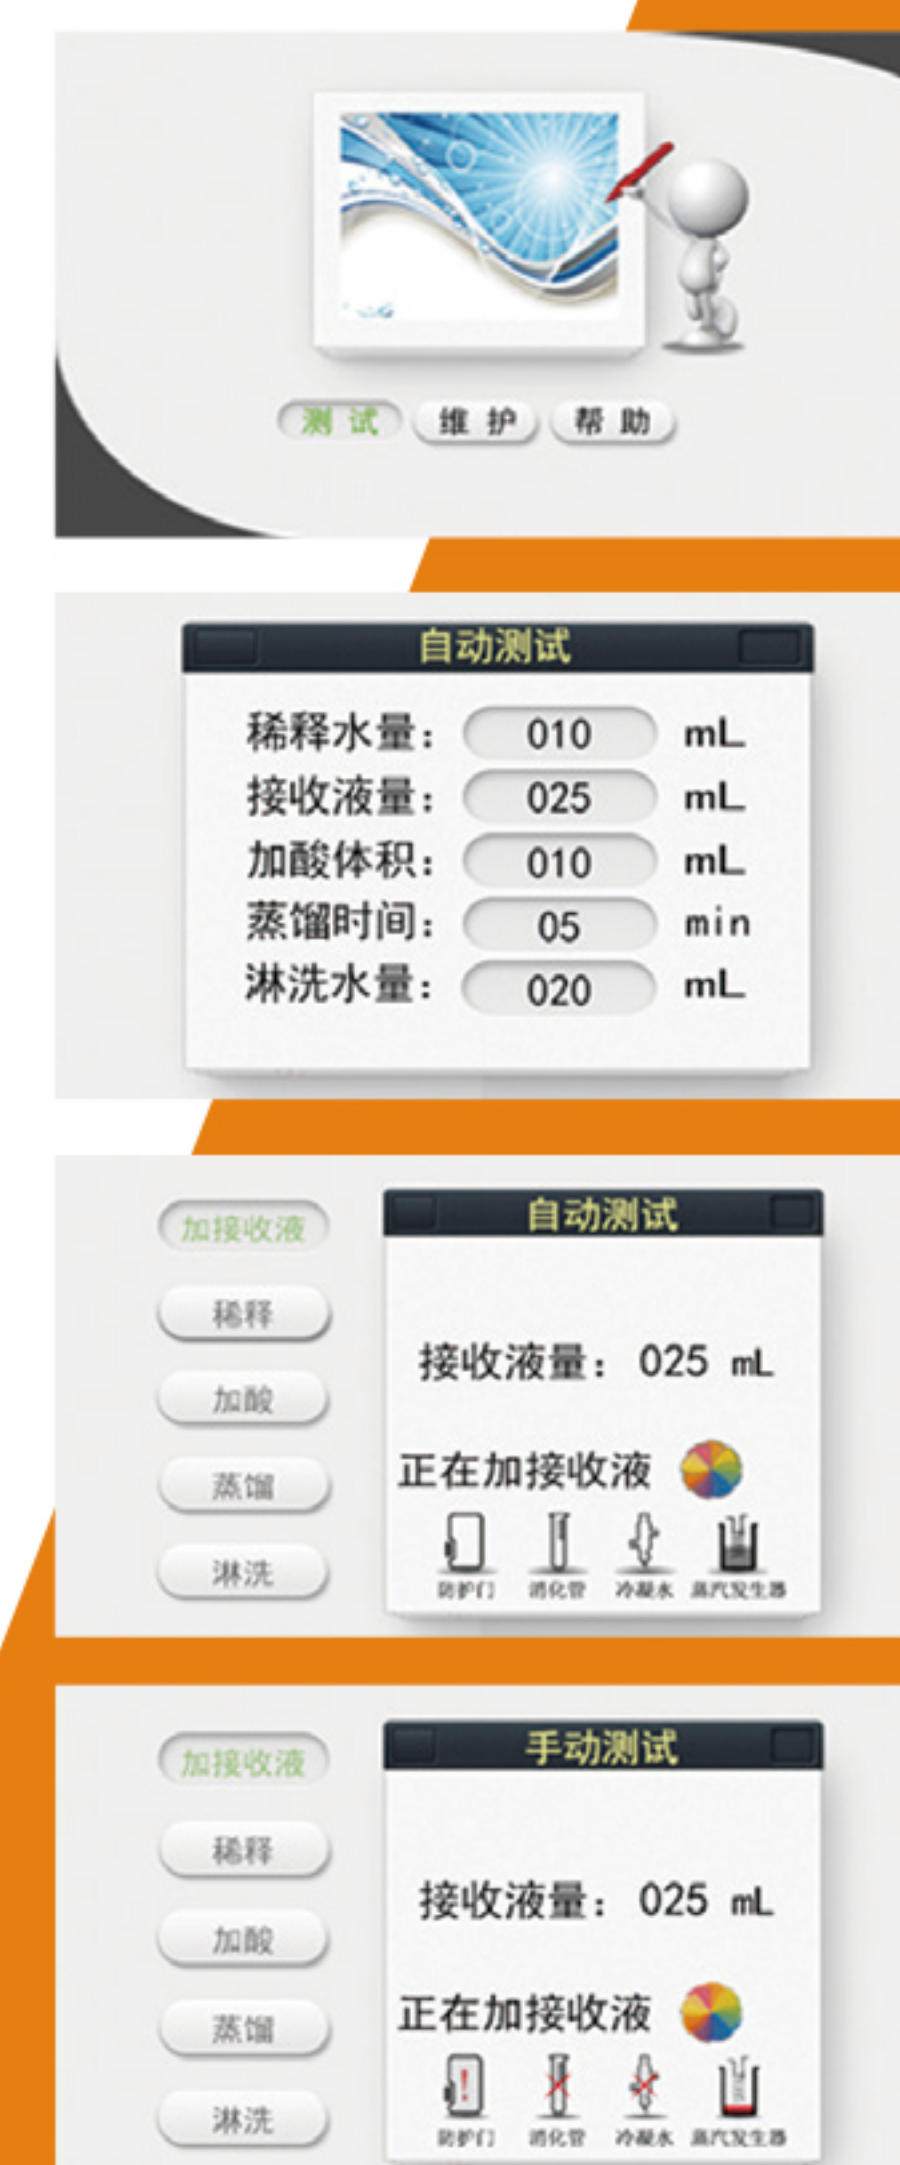 测 试 维 护 帮 助
自动测试
稀释水量： 010 mL
接收液量： 025 mL
加酸体积： 010 mL
蒸馏时间： 05 min
淋洗水量： 020 mL
加接收液
稀释
加酸
蒸馏
淋洗
自动测试
接收液量： 025 mL
正在加接收液
防护门 消化管 冷凝水 蒸汽发生器
加接收液
稀释
加酸
蒸馏
淋洗
手动测试
接收液量： 025 mL
正在加接收液
防护门 消化管 冷凝水 蒸汽发生器